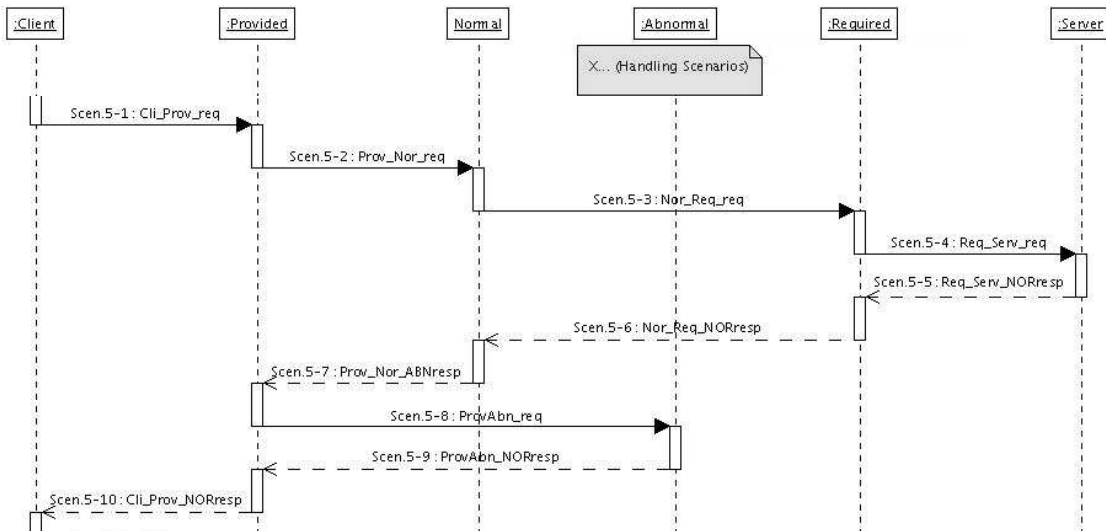 :Client
:Provided
Normal
:Abnormal
:Required
:Server
X... (Handling Scenarios)
Scen.5-1 : Cli_Prov_req
Scen.5-2 : Prov_Nor_req
Scen.5-3 : Nor_Req_req
Scen.5-4 : Req_Serv_req
Scen.5-5 : Req_Serv_NORresp
Scen.5-6 : Nor_Req_NORresp
Scen.5-7 : Prov_Nor_ABNresp
Scen.5-8 : ProvAbn_req
Scen.5-9 : ProvAbn_NORresp
Scen.5-10 : Cli_Prov_NORresp